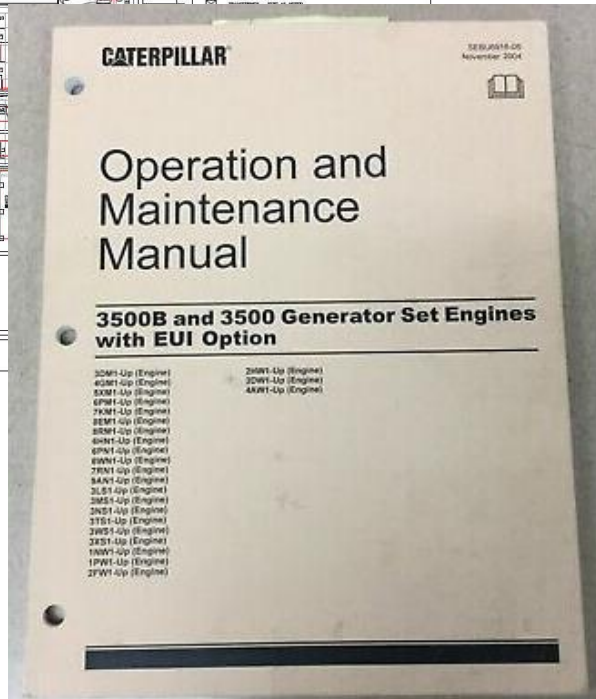 CATERPILLAR®
SEBU6918-05
November 2004
Operation and
Maintenance
Manual
3500B and 3500 Generator Set Engines
with EUI Option
3DM1-Up (Engine)
4GM1-Up (Engine)
5XM1-Up (Engine)
6PM1-Up (Engine)
7KM1-Up (Engine)
8EM1-Up (Engine)
8RM1-Up (Engine)
4HN1-Up (Engine)
6PN1-Up (Engine)
6WN1-Up (Engine)
7RN1-Up (Engine)
9AN1-Up (Engine)
3LS1-Up (Engine)
3MS1-Up (Engine)
3NS1-Up (Engine)
3TS1-Up (Engine)
3WS1-Up (Engine)
3XS1-Up (Engine)
1NW1-Up (Engine)
1PW1-Up (Engine)
2FW1-Up (Engine)
2HW1-Up (Engine)
3DW1-Up (Engine)
4AW1-Up (Engine)